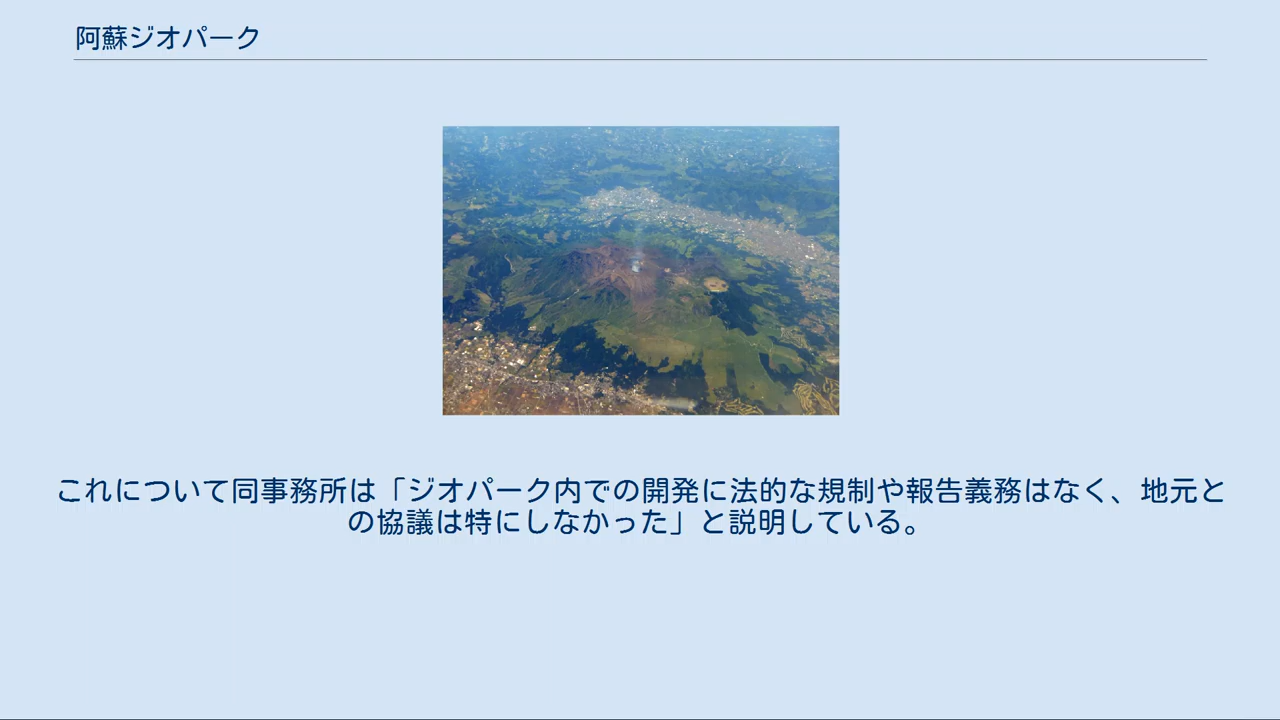 阿蘇ジオパーク
これについて同事務所は「ジオパーク内での開発に法的な規制や報告義務はなく、地元と
の協議は特にしなかった」と説明している。